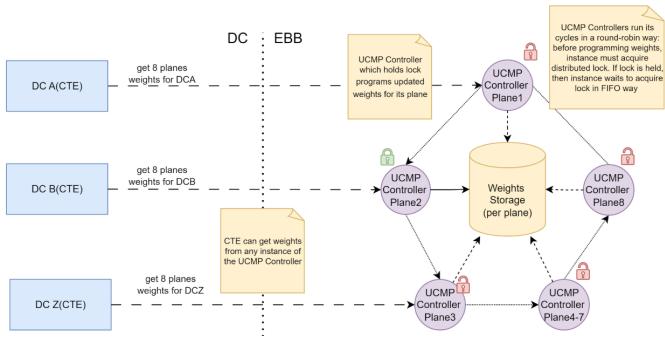 DC
EBB
get 8 planes
weights for DCA
DC A(CTE)
UCMP Controller
which holds lock
programs updated
weights for its plane
UCMP
Controller
Plane1
UCMP Controllers run its
cycles in a round-robin way:
before programming weights,
instance must acquire
distributed lock. If lock is held,
then instance waits to acquire
lock in FIFO way
get 8 planes
weights for DCB
DC B(CTE)
UCMP
Controller
Plane2
Weights
Storage
(per plane)
UCMP
Controller
Plane8
CTE can get weights
from any instance of
the UCMP Controller
get 8 planes
weights for DCZ
DC Z(CTE)
UCMP
Controller
Plane3
UCMP
Controller
Plane4-7